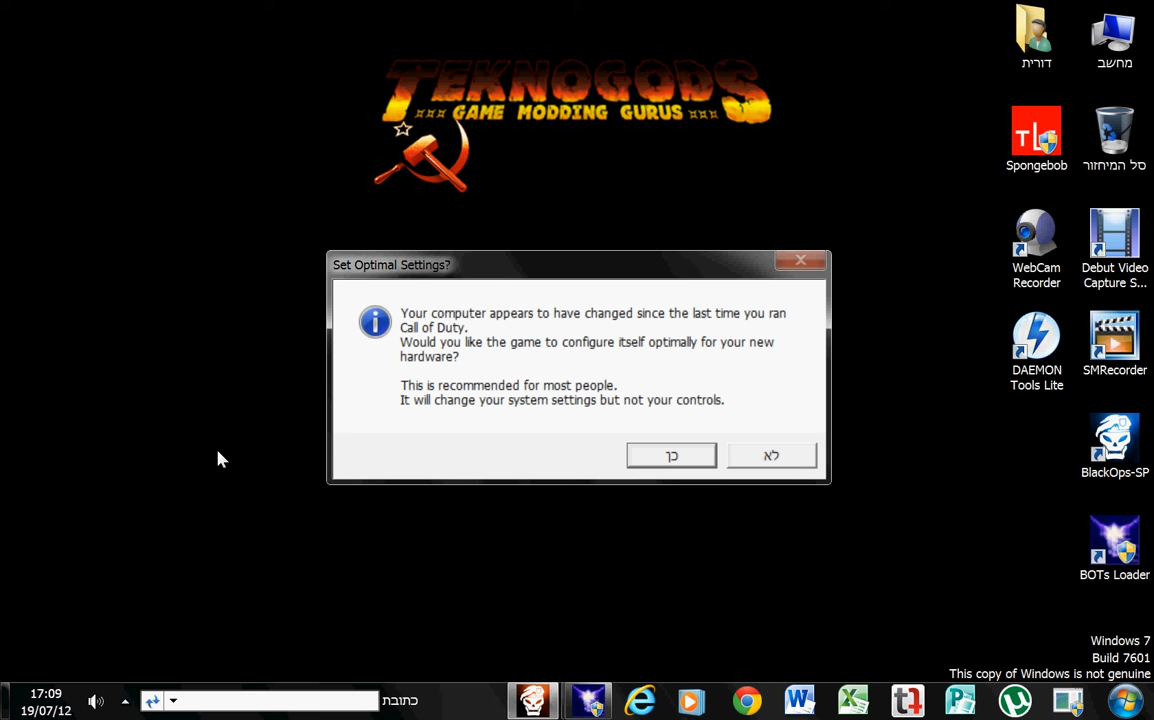 TEKNOGODS
GAME MODDING GURUS
Set Optimal Settings?
Your computer appears to have changed since the last time you ran
Call of Duty.
Would you like the game to configure itself optimally for your new
hardware?
This is recommended for most people.
It will change your system settings but not your controls.
כן
לא
מחשב
דורית
סל המיחזור
TL
Spongebob
Debut Video
Capture S...
WebCam
Recorder
SMRecorder
DAEMON
Tools Lite
BlackOps-SP
BOTs Loader
Windows 7
Build 7601
This copy of Windows is not genuine
כתובת
17:09
19/07/12